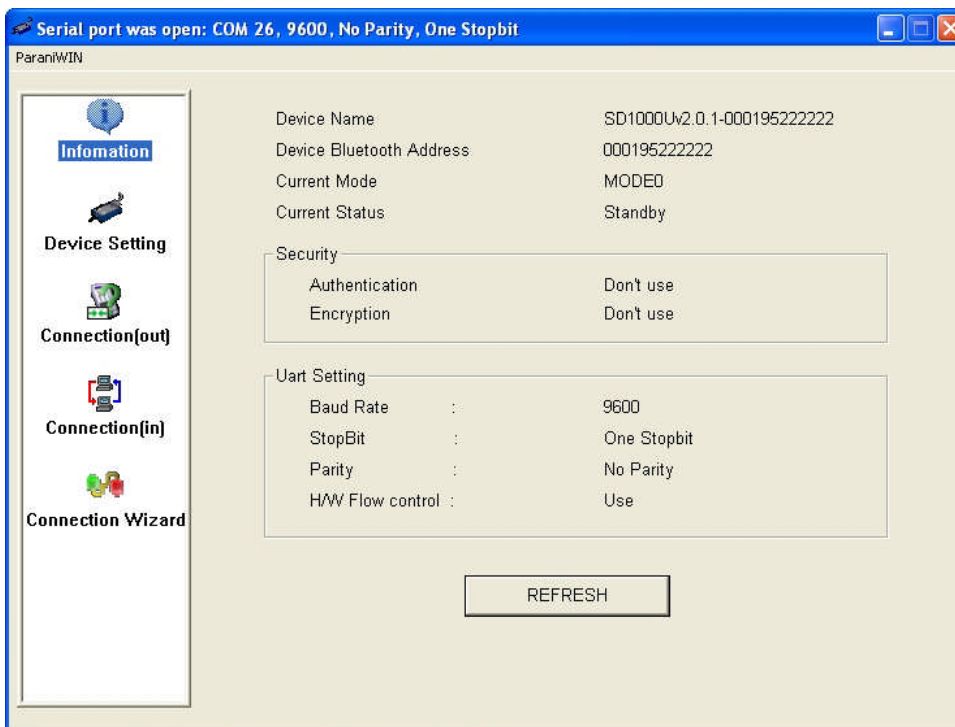 Serial port was open: COM 26, 9600, No Parity, One Stopbit
ParaniWIN
Infomation
Device Setting
Connection(out)
Connection(in)
Connection Wizard
Device Name SD1000Uv2.0.1-000195222222
Device Bluetooth Address 000195222222
Current Mode MODE0
Current Status Standby
Security
Authentication Don't use
Encryption Don't use
Uart Setting
Baud Rate : 9600
StopBit : One Stopbit
Parity : No Parity
H/W Flow control : Use
REFRESH